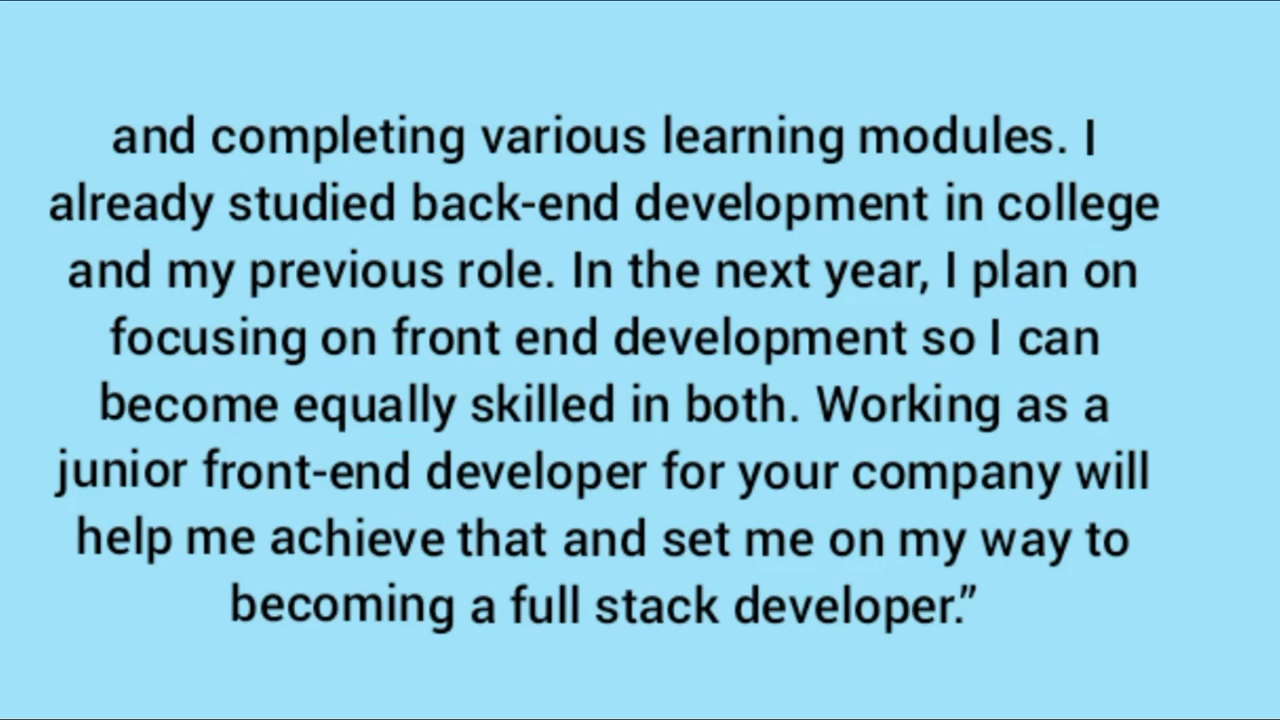 and completing various learning modules. I
already studied back-end development in college
and my previous role. In the next year, I plan on
focusing on front end development so I can
become equally skilled in both. Working as a
junior front-end developer for your company will
help me achieve that and set me on my way to
becoming a full stack developer.”